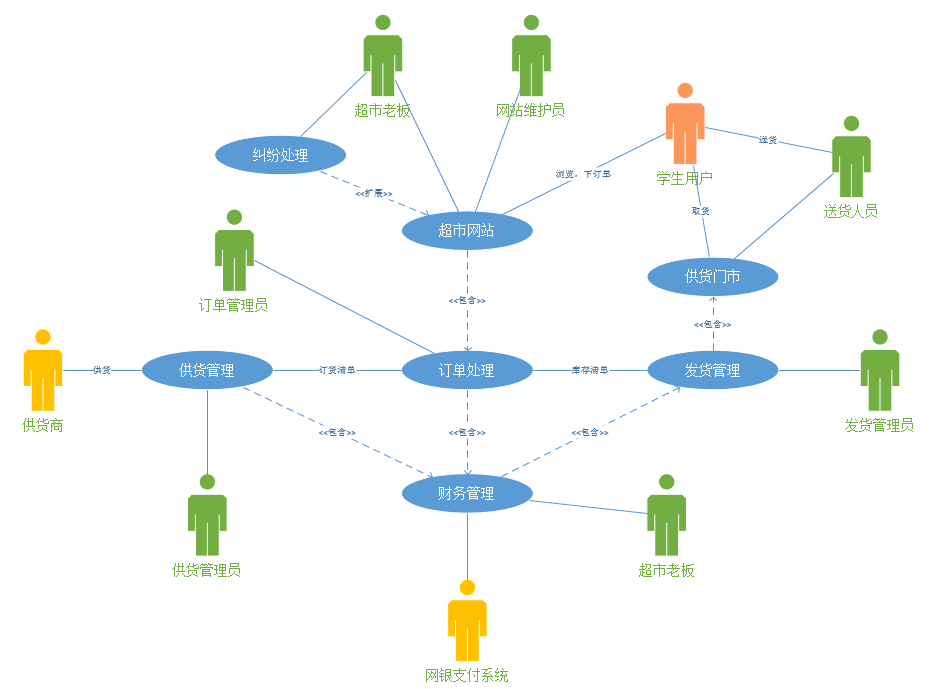 超市老板
网站维护员
送货
纠纷处理
浏览，下订单
学生用户
<<扩展>>
取货
送货人员
超市网站
供货门市
订单管理员
<<包含>>
<<包含>>
供货
供货管理
订货清单
订单处理
库存清单
发货管理
供货商
发货管理员
<<包含>>
<<包含>>
<<包含>>
财务管理
供货管理员
超市老板
网银支付系统